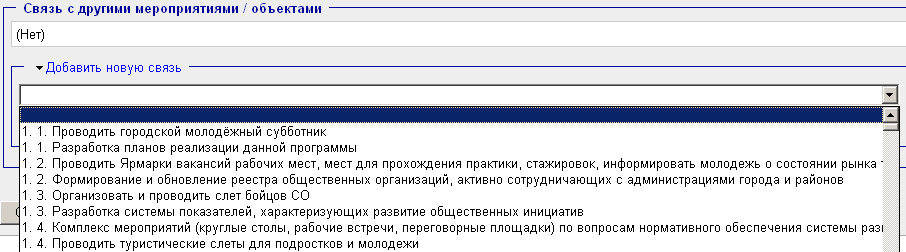 Связь с другими мероприятиями / объектами
(Нет)
Добавить новую связь
1. 1. Проводить городской молодёжный субботник
1. 1. Разработка планов реализации данной программы
1. 2. Проводить Ярмарки вакансий рабочих мест, мест для прохождения практики, стажировок, информировать молодежь о состоянии рынка
1. 2. Формирование и обновление реестра общественных организаций, активно сотрудничающих с администрациями города и районов
1. 3. Организовать и проводить слет бойцов СО
1. 3. Разработка системы показателей, характеризующих развитие общественных инициатив
1. 4. Комплекс мероприятий (круглые столы, рабочие встречи, переговорные площадки) по вопросам нормативного обеспечения системы
1. 4. Проводить туристические слеты для подростков и молодежи